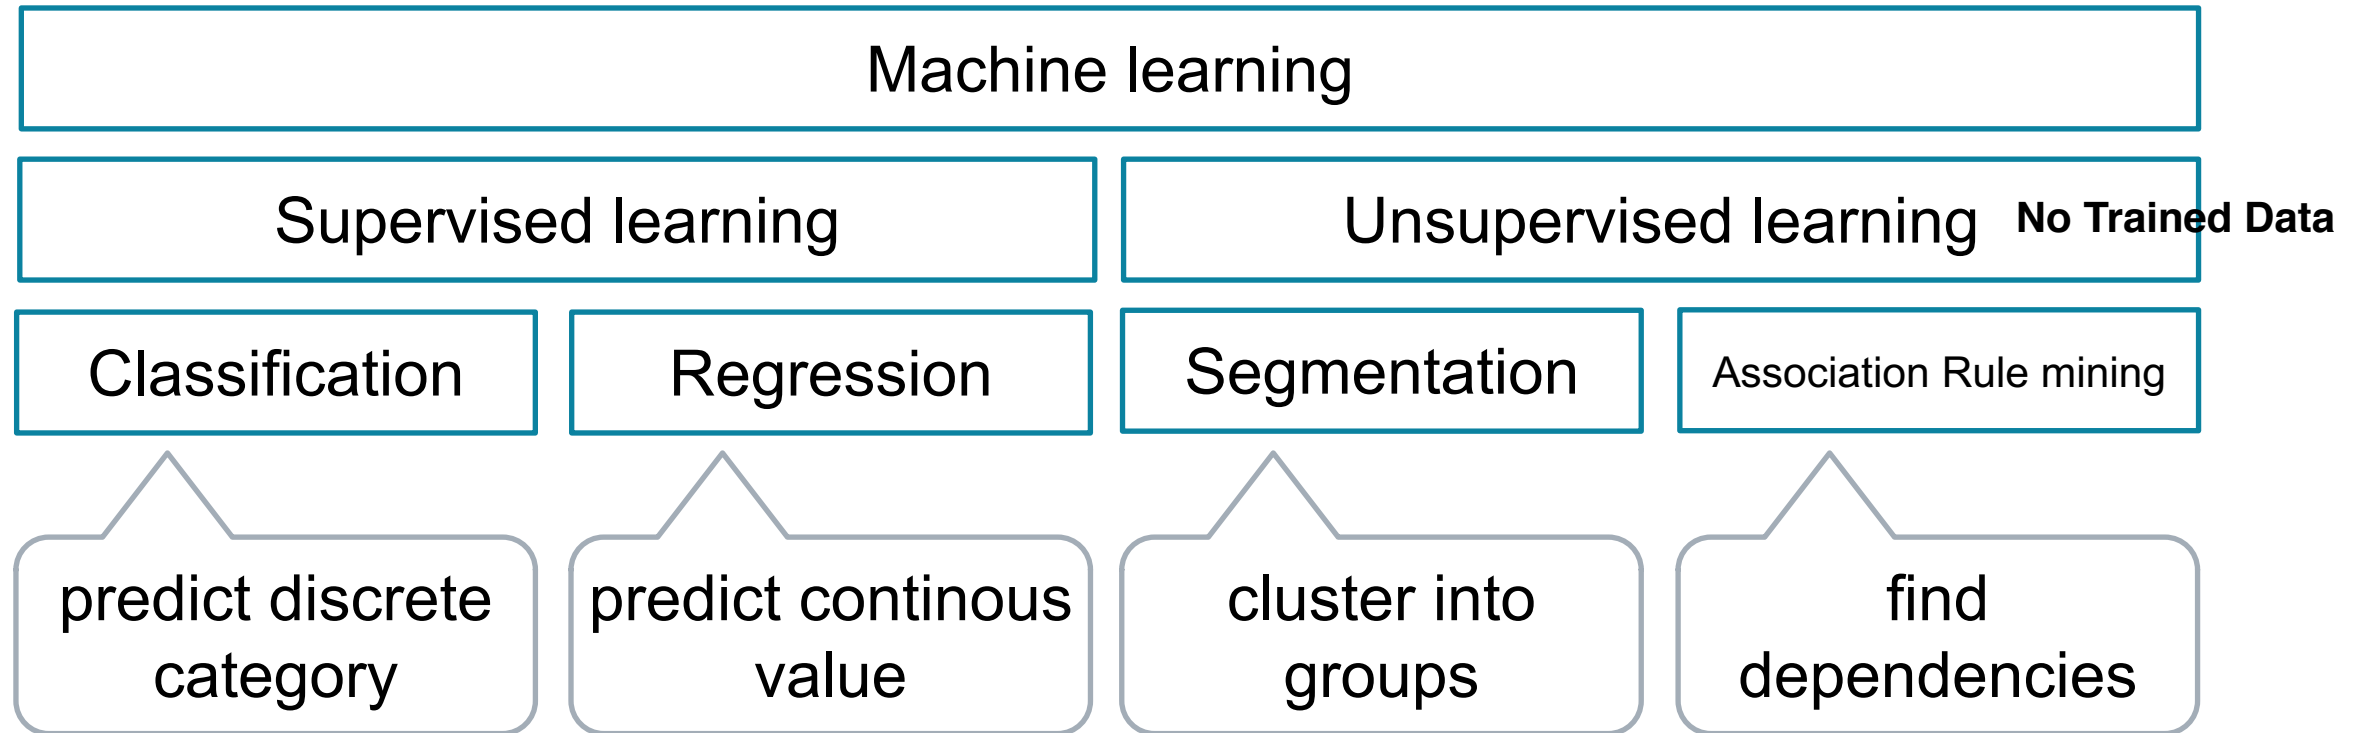 Machine learning
Supervised learning
Unsupervised learning
No Trained Data
Classification
Regression
Segmentation
Association Rule mining
predict discrete
category
predict continous
value
cluster into
groups
find
dependencies